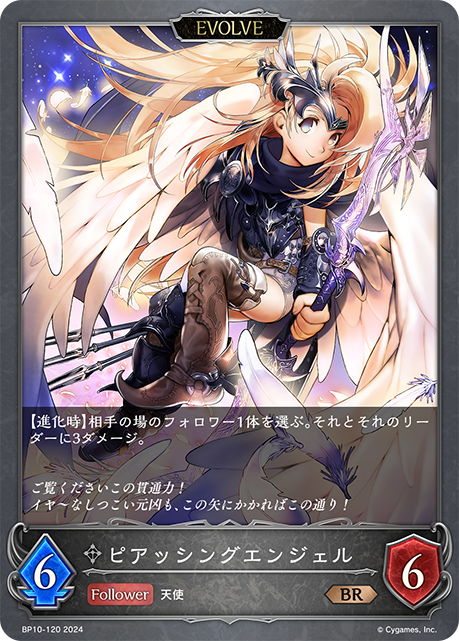 EVOLVE
【進化時】相手の場のフォロワー1体を選ぶ。それとそれのリー
ダーに3ダメージ。
ご覧くださいこの貫通力!
イヤ～なしつこい元凶も、この矢にかかればこの通り!
6
ピアッシングエンジェル
6
Follower 天使
BR
BP10-120 2024
© Cygames, Inc.